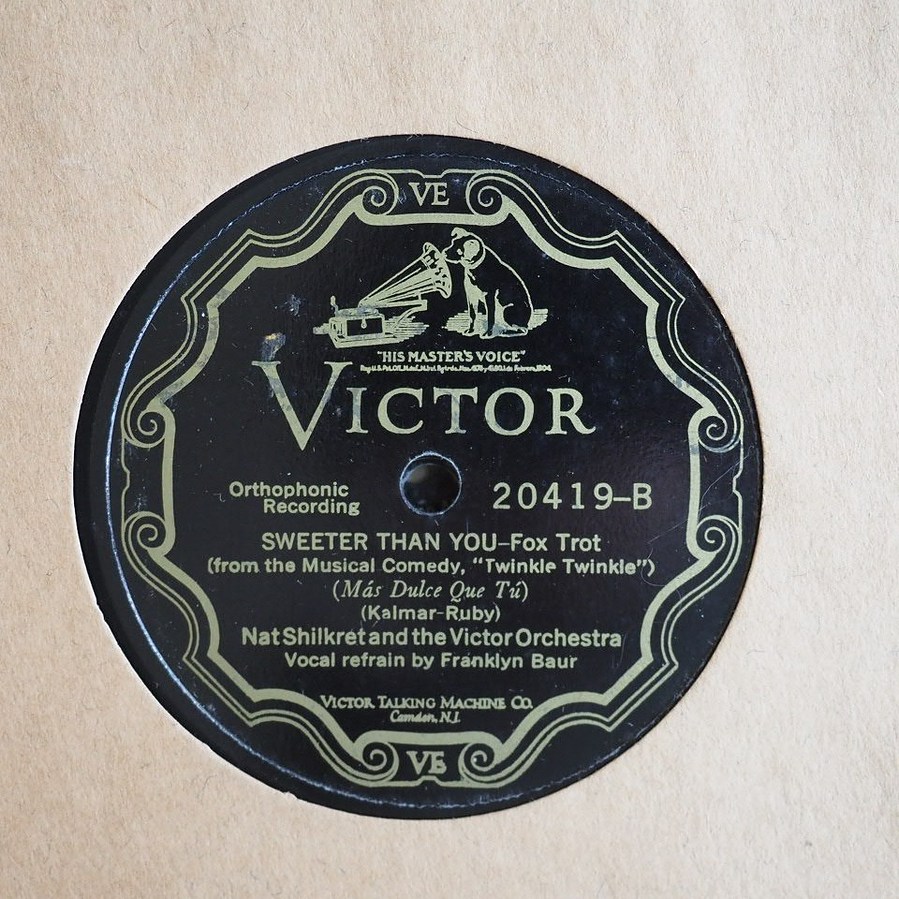 VE
"HIS MASTER'S VOICE"
VICTOR
Orthophonic
Recording
20419-B
SWEETER THAN YOU-Fox Trot
(from the Musical Comedy, "Twinkle Twinkle")
(Más Dulce Que Tú)
(Kalmar-Ruby)
Nat Shilkret and the Victor Orchestra
Vocal refrain by Franklyn Baur
VICTOR TALKING MACHINE CO.
Camden, N.J.
VE